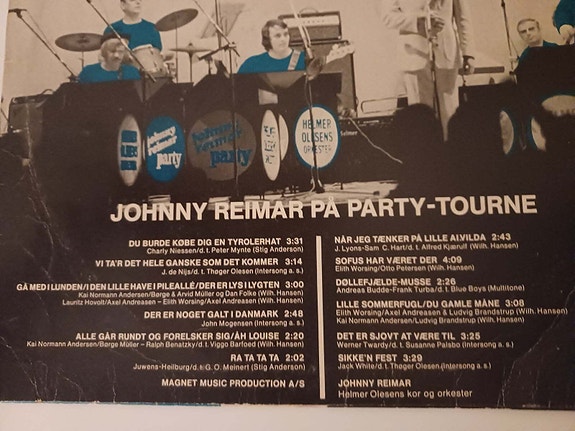 Johnny Reimar party
HELMER OLESENS ORKESTER
Selmer
JOHNNY REIMAR PÅ PARTY-TOURNE
DU BURDE KØBE DIG EN TYROLERHAT 3:31
Charly Niessen/d. t. Peter Mynte (Stig Anderson)
VI TA'R DET HELE GANSKE SOM DET KOMMER 3:14
J. de Nijs/d. t. Thøger Olesen (Intersong a. s.)
GÅ MED I LUNDEN/I DEN LILLE HAVE I PILEALLÉ/DER ER LYS I LYGTEN 3:00
Kai Normann Andersen/Børge & Arvid Müller og Dan Folke (Wilh. Hansen)
Lauritz Howolt/Axel Andreasen - Elith Worsing/Axel Andreasen (Wilh. Hansen)
DER ER NOGET GALT I DANMARK 2:48
John Mogensen (Intersong a/s)
ALLE GÅR RUNDT OG FORELSKER SIG/ÅH LOUISE 2:20
Kai Normann Andersen/Børge Müller - Ralph Benatzky/d. t. Viggo Barfoed (Wilh. Hansen)
RA TA TA TA 2:02
Juwens-Heilburg/d.s G. O. Meinert (Stig Anderson)
MAGNET MUSIC PRODUCTION A/S
NÅR JEG TÆNKER PÅ LILLE ALVILDA 2:43
J. Lyons-Sam C. Hart/d. t. Alfred Kjærulf (Wilh. Hansen)
SOFUS HAR VÆRET DER 4:09
Elith Worsing/Otto Petersen (Wilh. Hansen)
DØLLEFJÆLDE-MUSSE 2:26
Andreas Budde-Frank Turba/d. t. Blue Boys (Multitone)
LILLE SOMMERFUGL/DU GAMLE MÅNE 3:08
Elith Worsing/Axel Andreasen & Ludvig Brandstrup (Wilh. Hansen)
Kai Normann Andersen/Ludvig Brandstrup (Wilh. Hansen)
DET ER SJOVT AT VÆRE TIL 3:25
Werner Twardy/d. t. Susanne Palsbo (Intersong a. s.)
SIKKE'N FEST 3:29
Jack White/d. t. Thøger Olesen (Intersong a/s)
JOHNNY REIMAR
Helmer Olesens kor og orkester